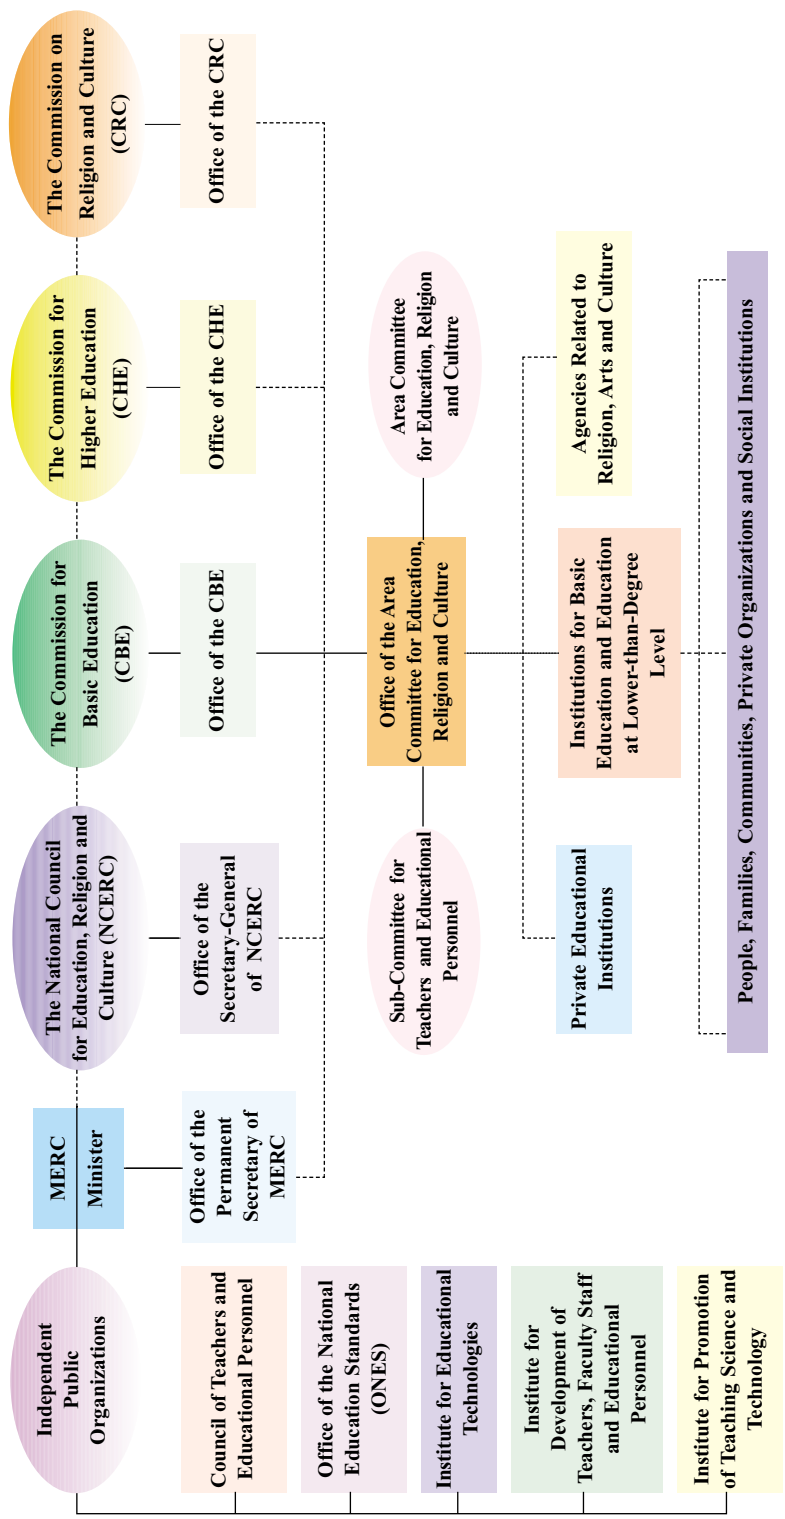 Independent
Public
Organizations
MERC
Minister
The National Council
for Education, Religion and
Culture (NCERC)
The Commission for
Basic Education
(CBE)
The Commission for
Higher Education
(CHE)
The Commission on
Religion and Culture
(CRC)
Council of Teachers and
Educational Personnel
Office of the National
Education Standards
(ONES)
Institute for Educational
Technologies
Institute for
Development of
Teachers, Faculty Staff
and Educational
Personnel
Institute for Promotion
of Teaching Science and
Technology
Office of the
Permanent
Secretary of
MERC
Office of the
Secretary-General
of NCERC
Office of the CBE
Office of the CHE
Office of the CRC
Sub-Committee for
Teachers and Educational
Personnel
Office of the Area
Committee for Education,
Religion and Culture
Area Committee
for Education, Religion
and Culture
Private Educational
Institutions
Institutions for Basic
Education and Education
at Lower-than-Degree
Level
Agencies Related to
Religion, Arts and Culture
People, Families, Communities, Private Organizations and Social Institutions